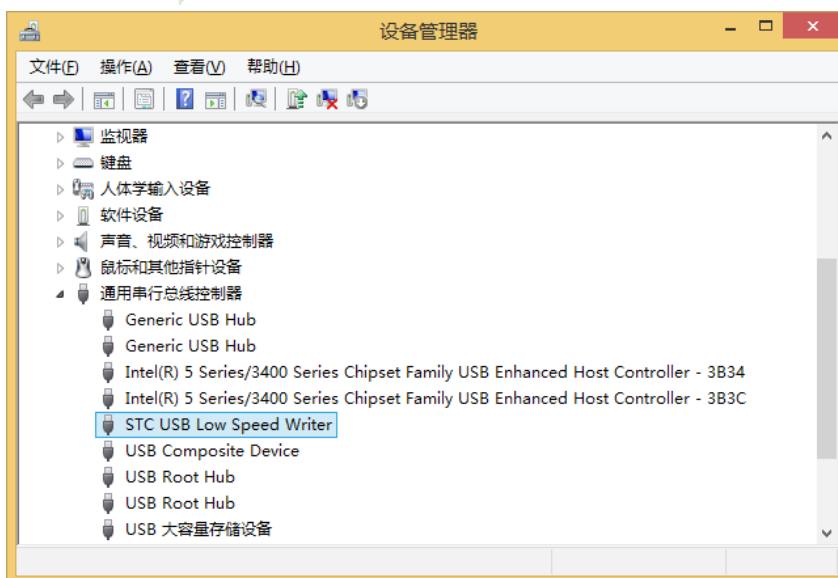 设备管理器
文件(F) 操作(A) 查看(V) 帮助(H)
监视器
键盘
人体学输入设备
软件设备
声音、视频和游戏控制器
鼠标和其他指针设备
通用串行总线控制器
Generic USB Hub
Generic USB Hub
Intel(R) 5 Series/3400 Series Chipset Family USB Enhanced Host Controller - 3B34
Intel(R) 5 Series/3400 Series Chipset Family USB Enhanced Host Controller - 3B3C
STC USB Low Speed Writer
USB Composite Device
USB Root Hub
USB Root Hub
USB 大容量存储设备